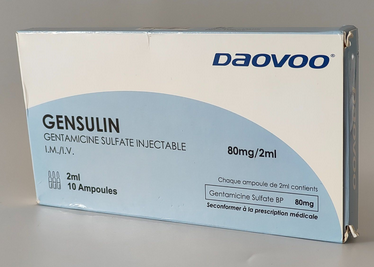 Daovoo
GENSULIN
GENTAMICINE SULFATE INJECTABLE
I.M./I.V.
80mg/2ml
2ml
10 Ampoules
Chaque ampoule de 2ml contients
Gentamicine Sulfate BP 80mg
Seconformer à la prescription médicale